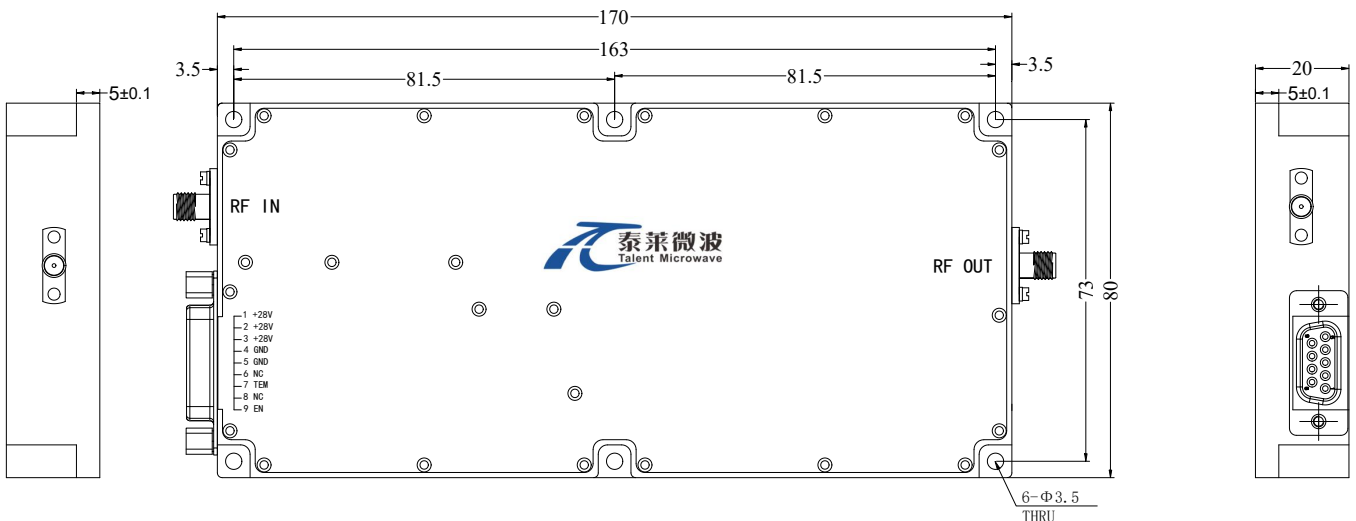 170
163
3.5
81.5
81.5
3.5
20
5±0.1
5±0.1
RF IN
泰莱微波
Talent Microwave
RF OUT
73
80
1 +28V
2 +28V
3 +28V
4 GND
5 GND
6 NC
7 TEM
8 NC
9 EN
6-Φ3.5
THRU